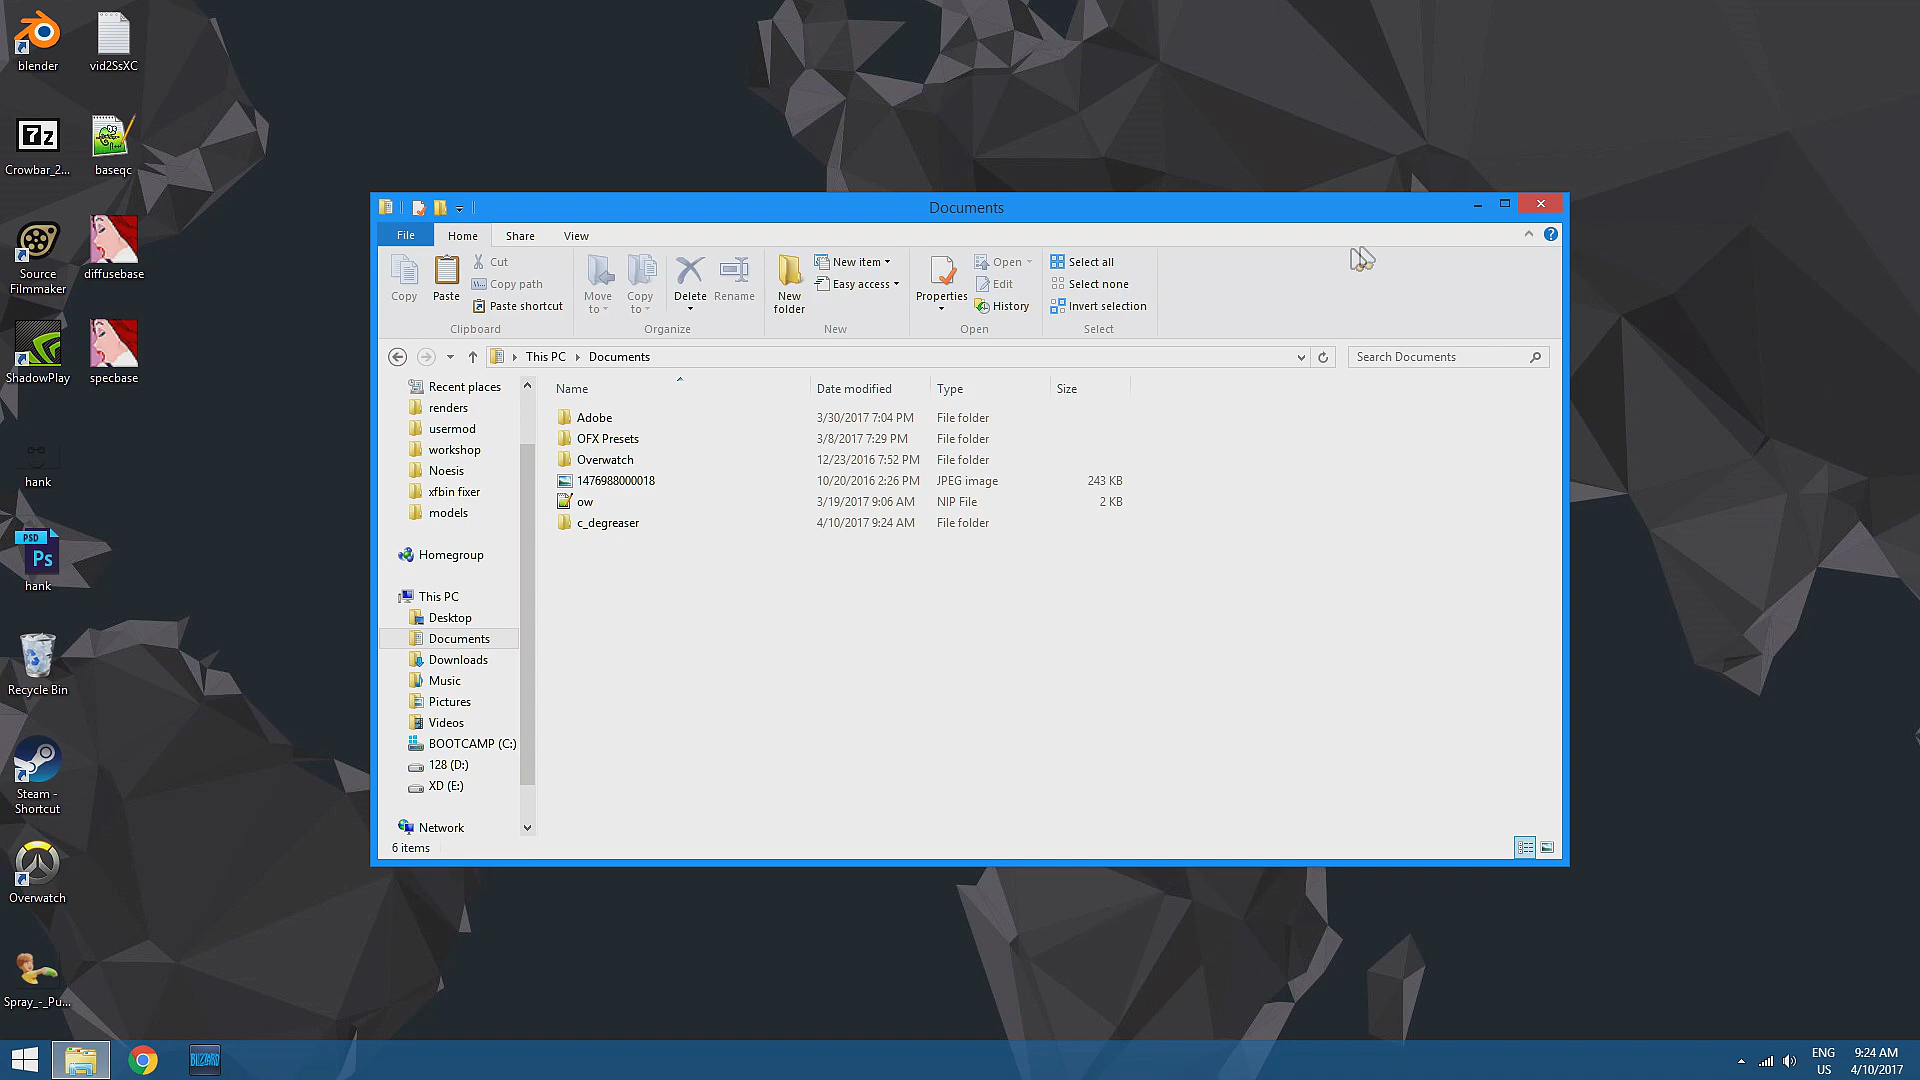 blender
vid2SsXC
Crowbar_2...
baseqc
Source
Filmmaker
diffusebase
ShadowPlay
specbase
hank
PSD
Ps
hank
Recycle Bin
Steam -
Shortcut
Overwatch
Spray_-_Pu...
Documents
File
Home
Share
View
Copy
Paste
Cut
Copy path
Paste shortcut
Clipboard
Move
to
Copy
to
Delete
Rename
Organize
New
folder
New item
Easy access
New
Properties
Open
Edit
History
Open
Select all
Select none
Invert selection
Select
This PC
Documents
Search Documents
Recent places
renders
usermod
workshop
Noesis
xfbin fixer
models
Homegroup
This PC
Desktop
Documents
Downloads
Music
Pictures
Videos
BOOTCAMP (C:)
128 (D:)
XD (E:)
Network
Name Date modified Type Size
Adobe 3/30/2017 7:04 PM File folder
OFX Presets 3/8/2017 7:29 PM File folder
Overwatch 12/23/2016 7:52 PM File folder
1476988000018 10/20/2016 2:26 PM JPEG image 243 KB
ow 3/19/2017 9:06 AM NIP File 2 KB
c_degreaser 4/10/2017 9:24 AM File folder
6 items
7z
BLIZZARD
ENG
US
9:24 AM
4/10/2017